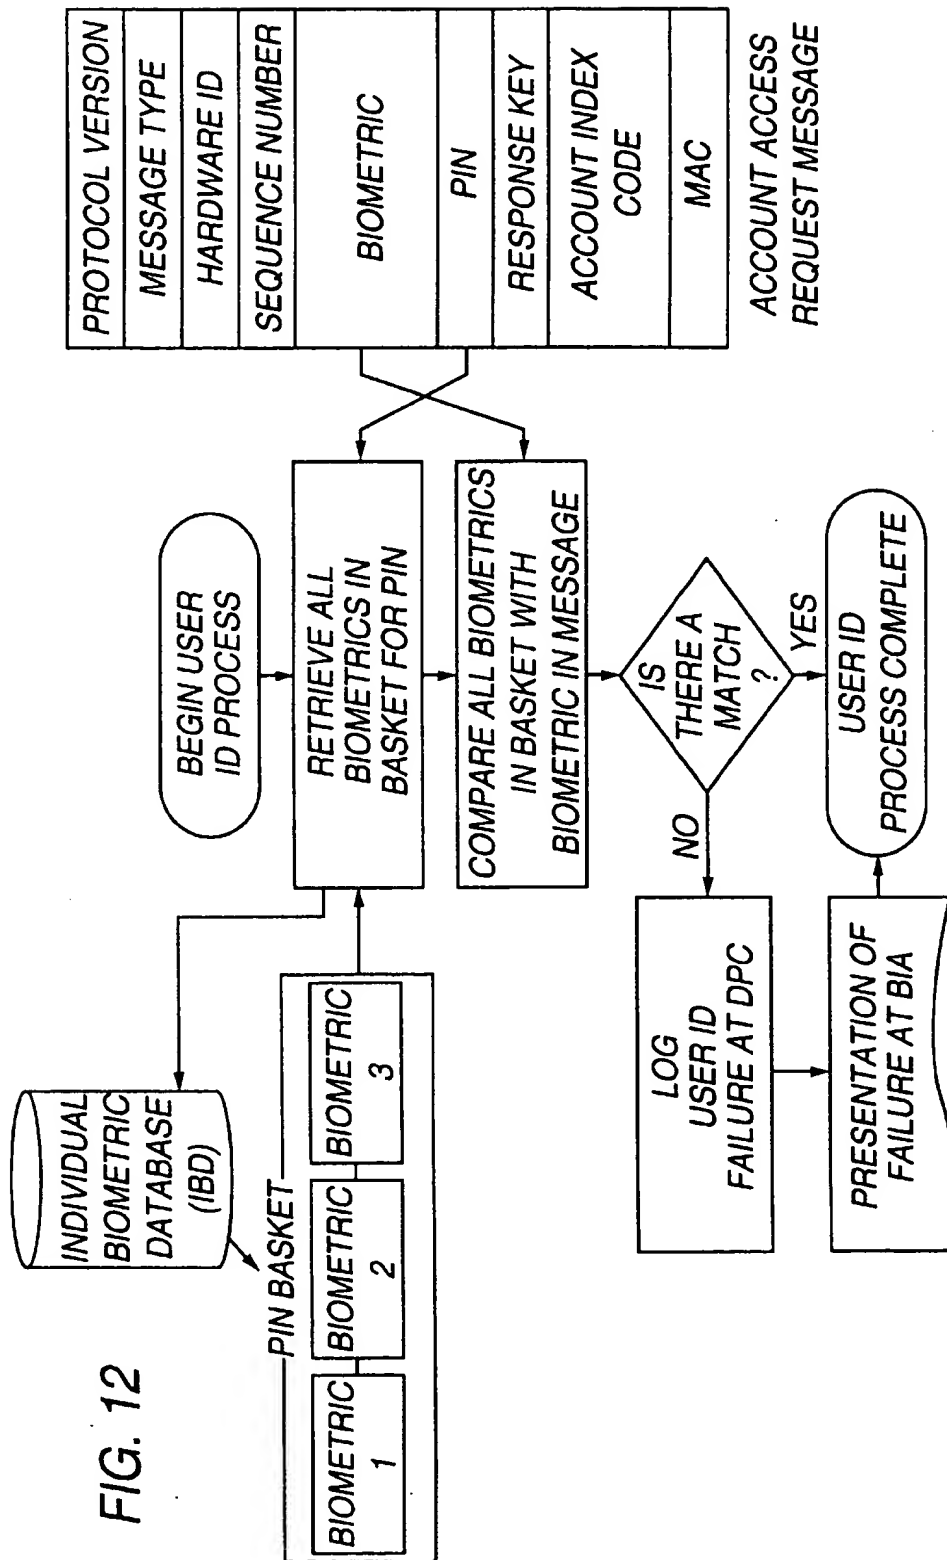 FIG. 12
INDIVIDUAL
BIOMETRIC
DATABASE
(IBD)
PIN BASKET
BIOMETRIC
1
BIOMETRIC
2
BIOMETRIC
3
BEGIN USER
ID PROCESS
RETRIEVE ALL
BIOMETRICS IN
BASKET FOR PIN
COMPARE ALL BIOMETRICS
IN BASKET WITH
BIOMETRIC IN MESSAGE
IS
THERE A
MATCH
?
NO
YES
LOG
USER ID
FAILURE AT DPC
PRESENTATION OF
FAILURE AT BIA
USER ID
PROCESS COMPLETE
PROTOCOL VERSION
MESSAGE TYPE
HARDWARE ID
SEQUENCE NUMBER
BIOMETRIC
PIN
RESPONSE KEY
ACCOUNT INDEX
CODE
MAC
ACCOUNT ACCESS
REQUEST MESSAGE